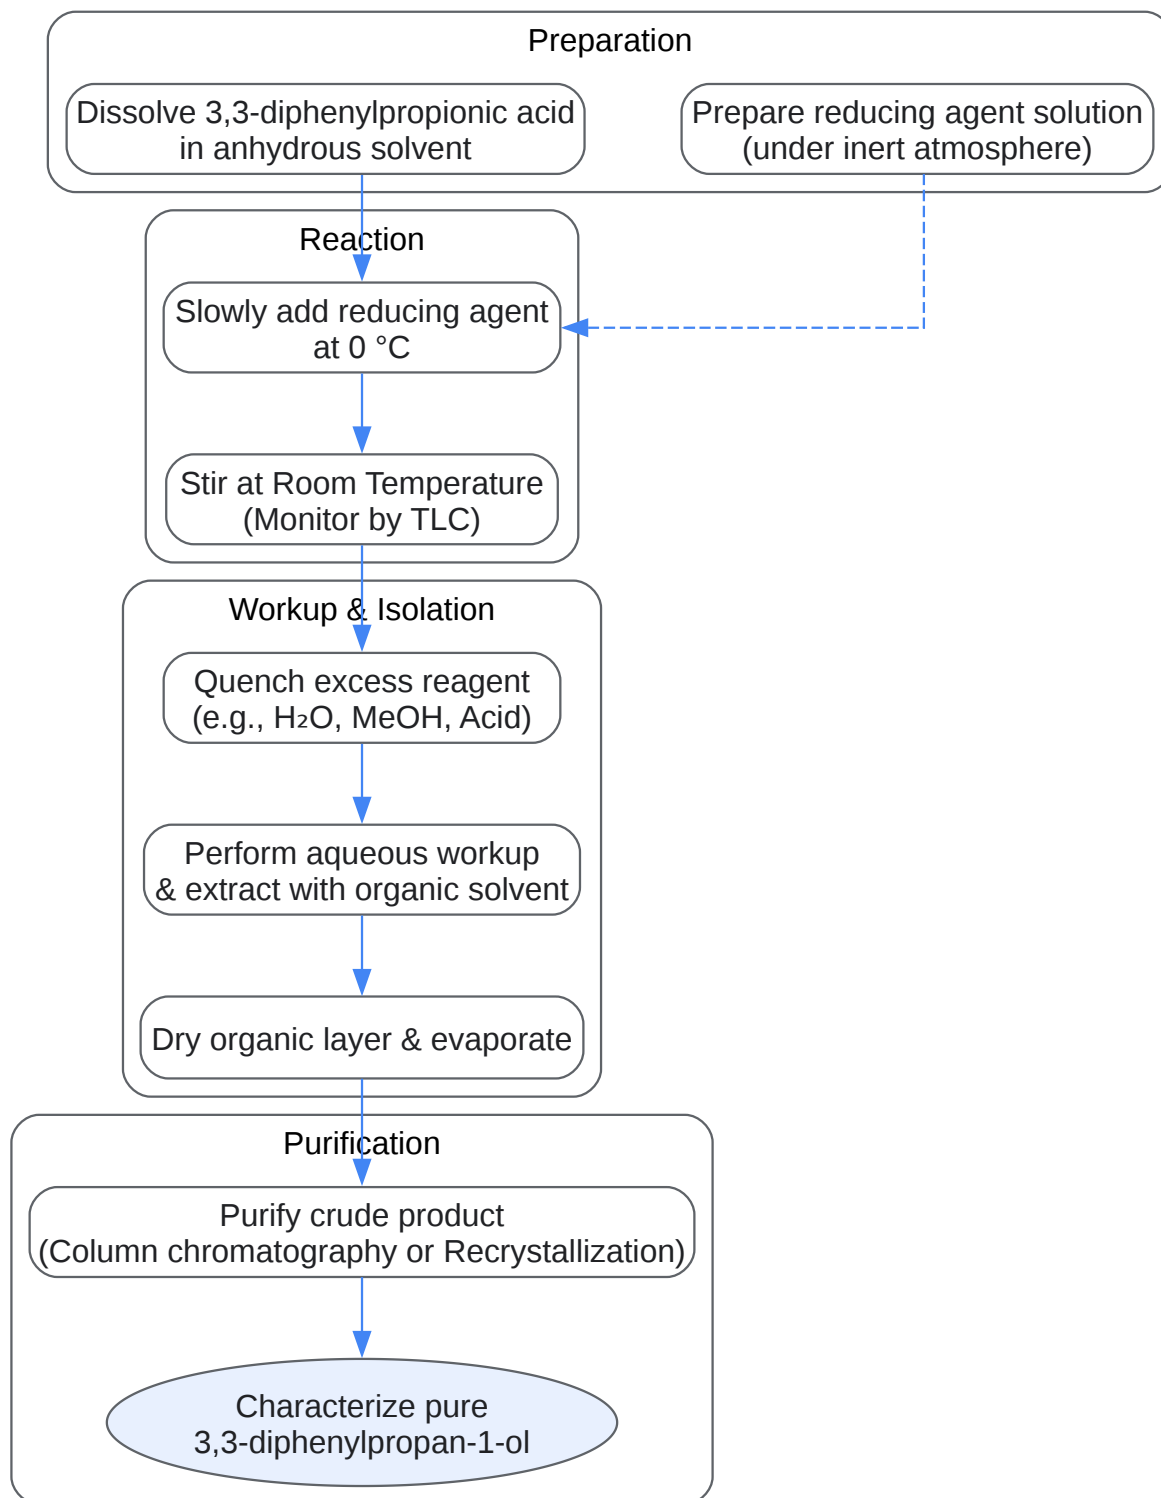 Preparation
Dissolve 3,3-diphenylpropionic acid
in anhydrous solvent
Prepare reducing agent solution
(under inert atmosphere)
Reaction
Slowly add reducing agent
at 0 °C
Stir at Room Temperature
(Monitor by TLC)
Workup & Isolation
Quench excess reagent
(e.g., H₂O, MeOH, Acid)
Perform aqueous workup
& extract with organic solvent
Dry organic layer & evaporate
Purification
Purify crude product
(Column chromatography or Recrystallization)
Characterize pure
3,3-diphenylpropan-1-ol